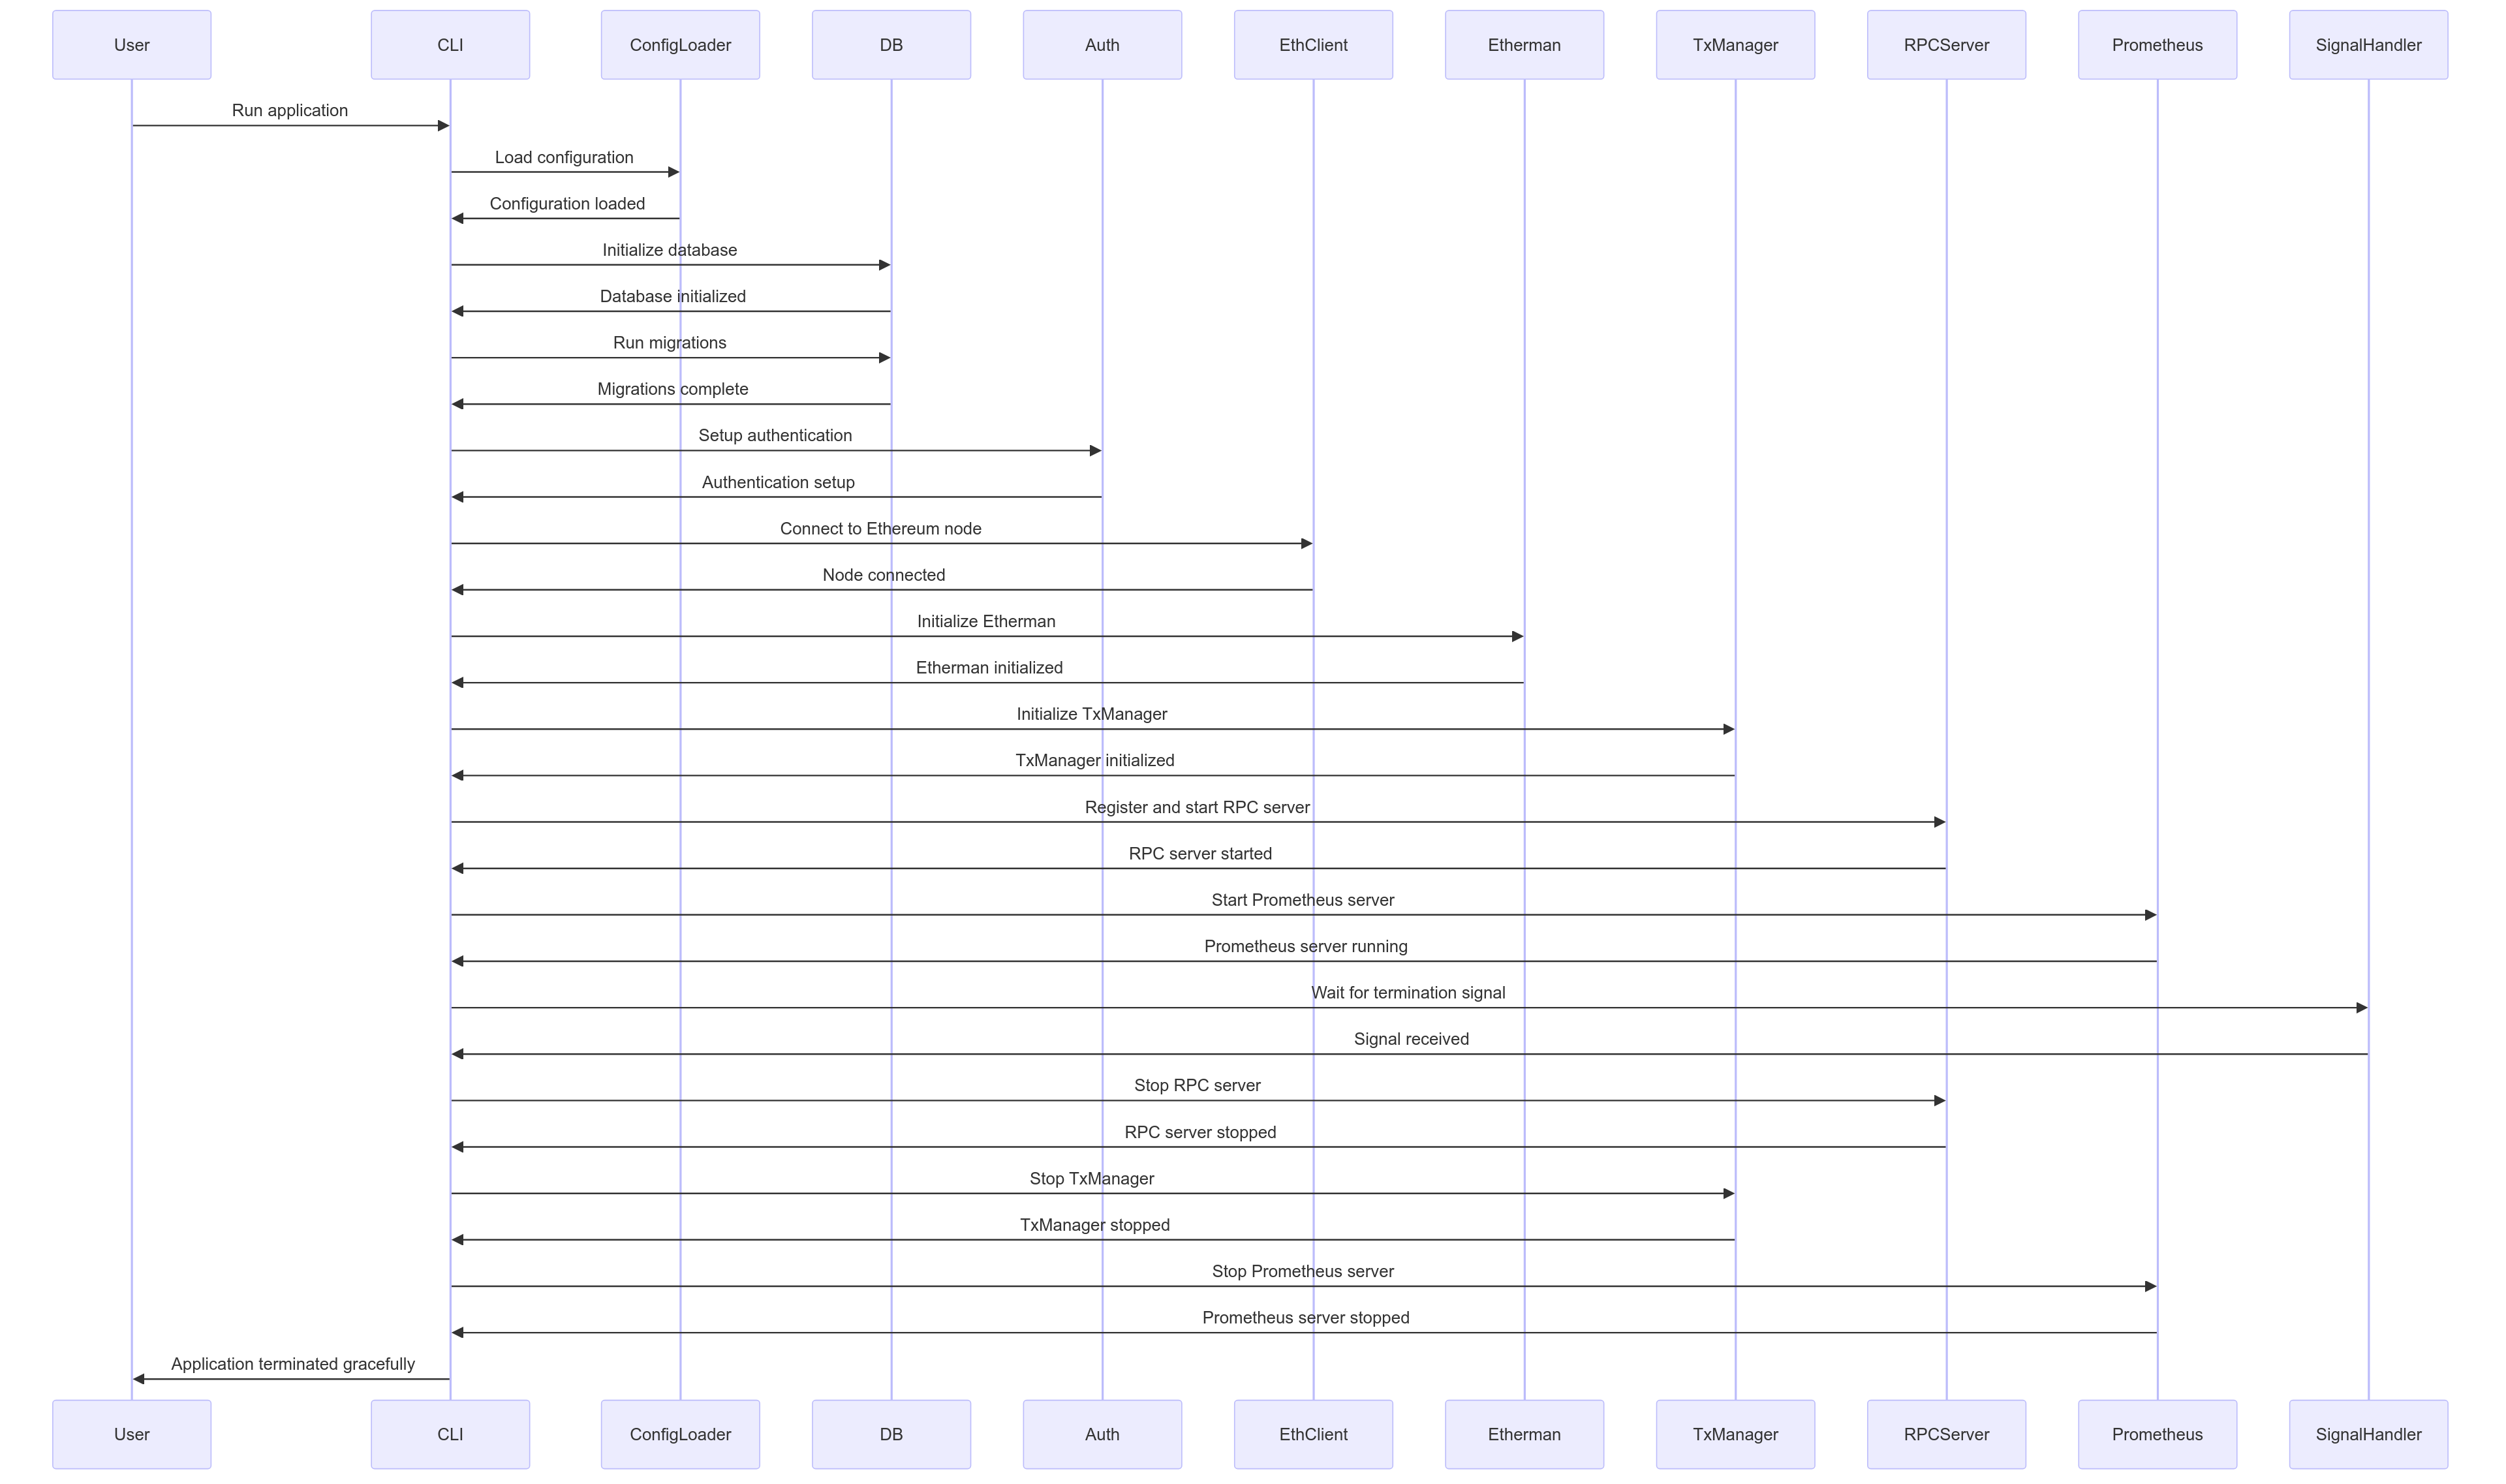 User
CLI
ConfigLoader
DB
Auth
EthClient
Etherman
TxManager
RPCServer
Prometheus
SignalHandler
Run application
Load configuration
Configuration loaded
Initialize database
Database initialized
Run migrations
Migrations complete
Setup authentication
Authentication setup
Connect to Ethereum node
Node connected
Initialize Etherman
Etherman initialized
Initialize TxManager
TxManager initialized
Register and start RPC server
RPC server started
Start Prometheus server
Prometheus server running
Wait for termination signal
Signal received
Stop RPC server
RPC server stopped
Stop TxManager
TxManager stopped
Stop Prometheus server
Prometheus server stopped
Application terminated gracefully
User
CLI
ConfigLoader
DB
Auth
EthClient
Etherman
TxManager
RPCServer
Prometheus
SignalHandler